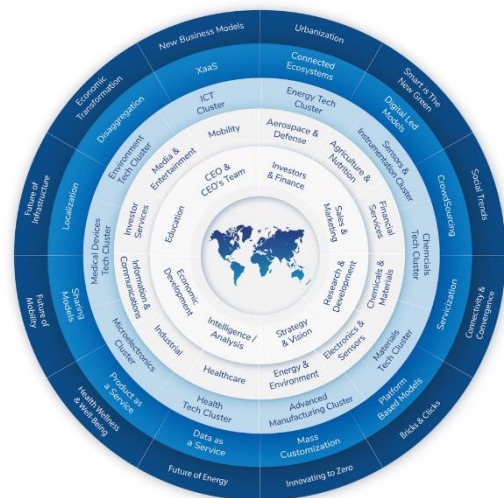 New Business Models
Urbanization
Smart is The
New Green
Social Trends
Connectivity &
Convergence
Bricks & Clicks
Innovating to Zero
Future of Energy
Health Wellness
& Well Being
Future of
Mobility
Future of
Infrastructure
Economic
Transformation
XaaS
Connected
Ecosystems
Digital Led
Models
CrowdSourcing
Servicization
Platform
Based Models
Mass
Customization
Data as
a Service
Product as
a Service
Sharing
Models
Localization
Disaggregation
ICT
Cluster
Energy Tech
Cluster
Sensors &
Instrumentation Cluster
Chemcials
Tech Cluster
Materials
Tech Cluster
Advanced
Manufacturing Cluster
Health
Tech Cluster
Microelectronics
Cluster
Medical Devices
Tech Cluster
Environment
Tech Cluster
Mobility
Aerospace &
Defense
Agriculture &
Nutrition
Financial
Services
Chemicals &
Materials
Electronics &
Sensors
Energy &
Environment
Healthcare
Industrial
Information &
Communications
Investor
Services
Media &
Entertainment
CEO &
CEO's Team
Investors
& Finance
Sales &
Marketing
Research &
Development
Strategy
& Vision
Intelligence /
Analysis
Economic
Development
Education